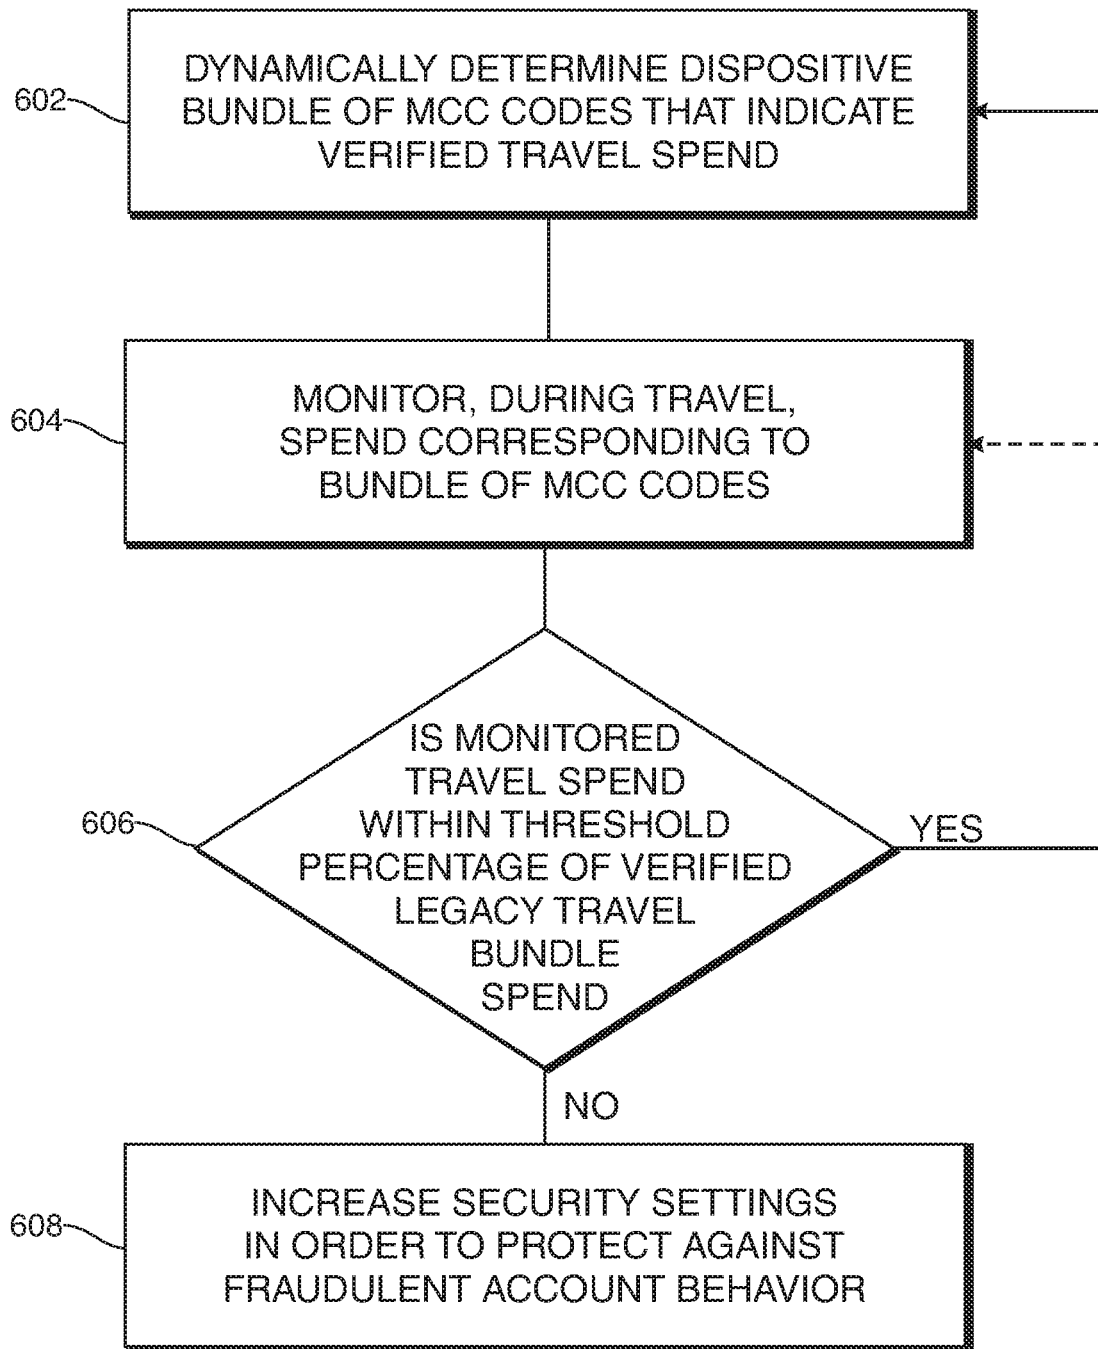 602
DYNAMICALLY DETERMINE DISPOSITIVE
BUNDLE OF MCC CODES THAT INDICATE
VERIFIED TRAVEL SPEND
604
MONITOR, DURING TRAVEL,
SPEND CORRESPONDING TO
BUNDLE OF MCC CODES
606
IS MONITORED
TRAVEL SPEND
WITHIN THRESHOLD
PERCENTAGE OF VERIFIED
LEGACY TRAVEL
BUNDLE
SPEND
YES
NO
608
INCREASE SECURITY SETTINGS
IN ORDER TO PROTECT AGAINST
FRAUDULENT ACCOUNT BEHAVIOR